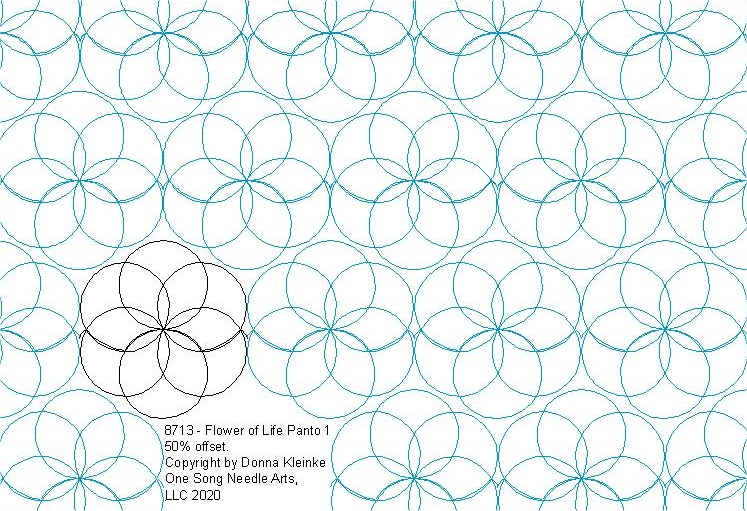 8713 - Flower of Life Panto 1
50% offset.
Copyright by Donna Kleinke
One Song Needle Arts,
LLC 2020